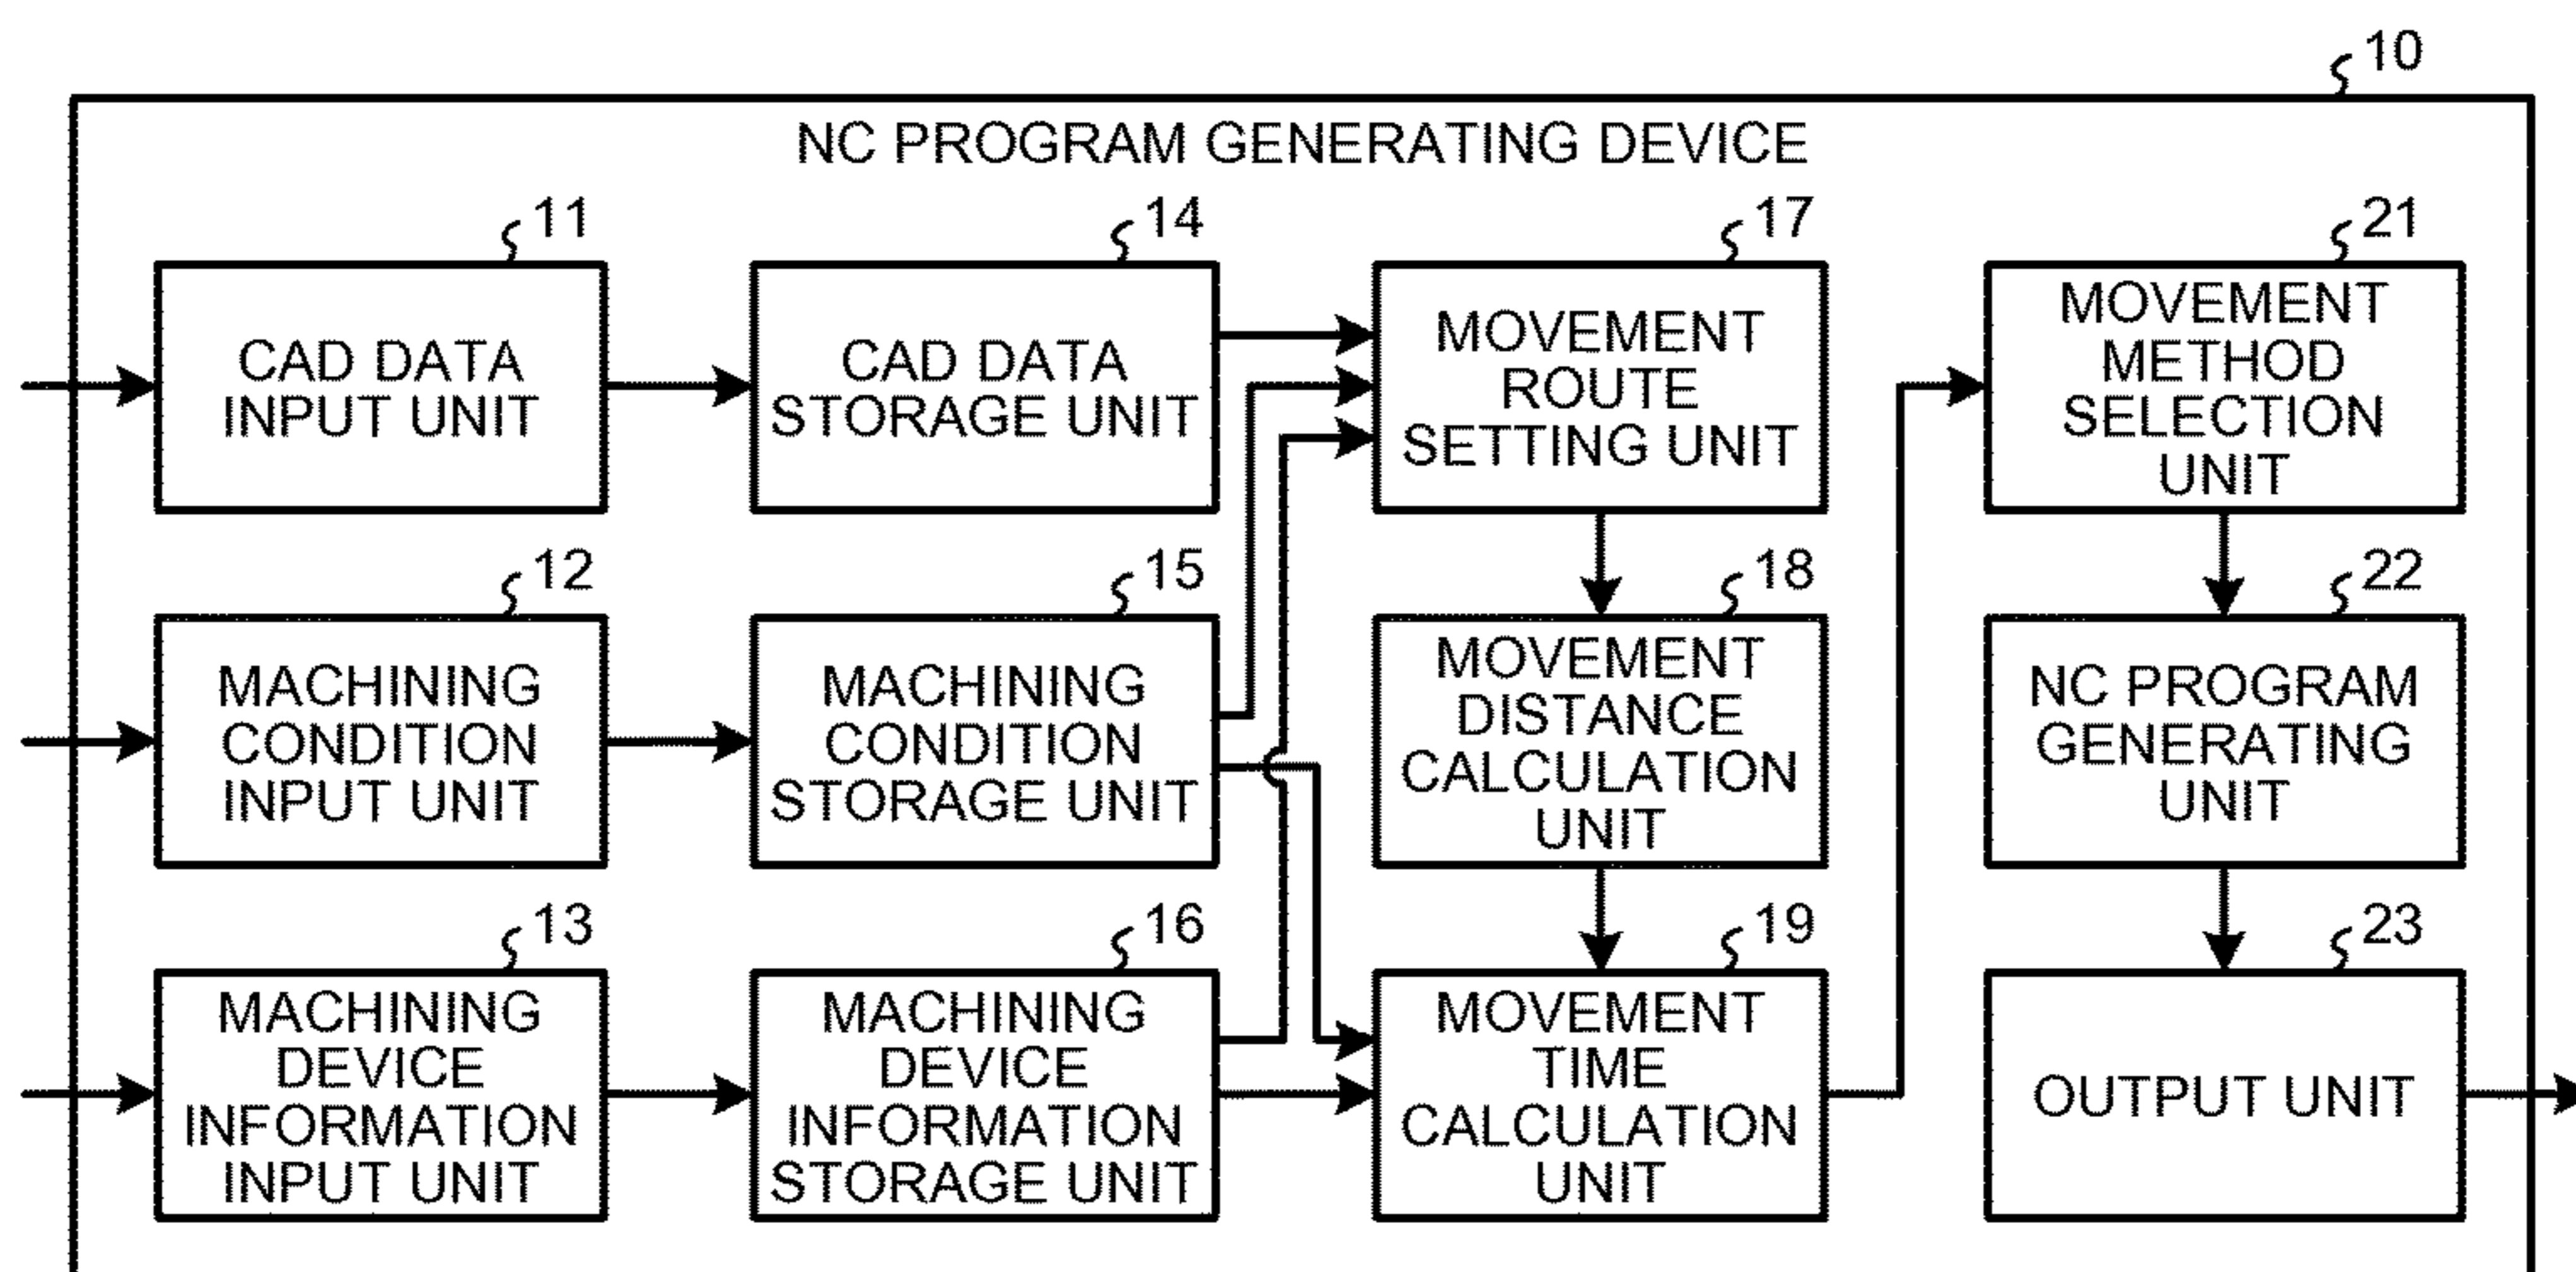 10
NC PROGRAM GENERATING DEVICE
11
CAD DATA
INPUT UNIT
14
CAD DATA
STORAGE UNIT
17
MOVEMENT
ROUTE
SETTING UNIT
21
MOVEMENT
METHOD
SELECTION
UNIT
12
MACHINING
CONDITION
INPUT UNIT
15
MACHINING
CONDITION
STORAGE UNIT
18
MOVEMENT
DISTANCE
CALCULATION
UNIT
22
NC PROGRAM
GENERATING
UNIT
13
MACHINING
DEVICE
INFORMATION
INPUT UNIT
16
MACHINING
DEVICE
INFORMATION
STORAGE UNIT
19
MOVEMENT
TIME
CALCULATION
UNIT
23
OUTPUT UNIT